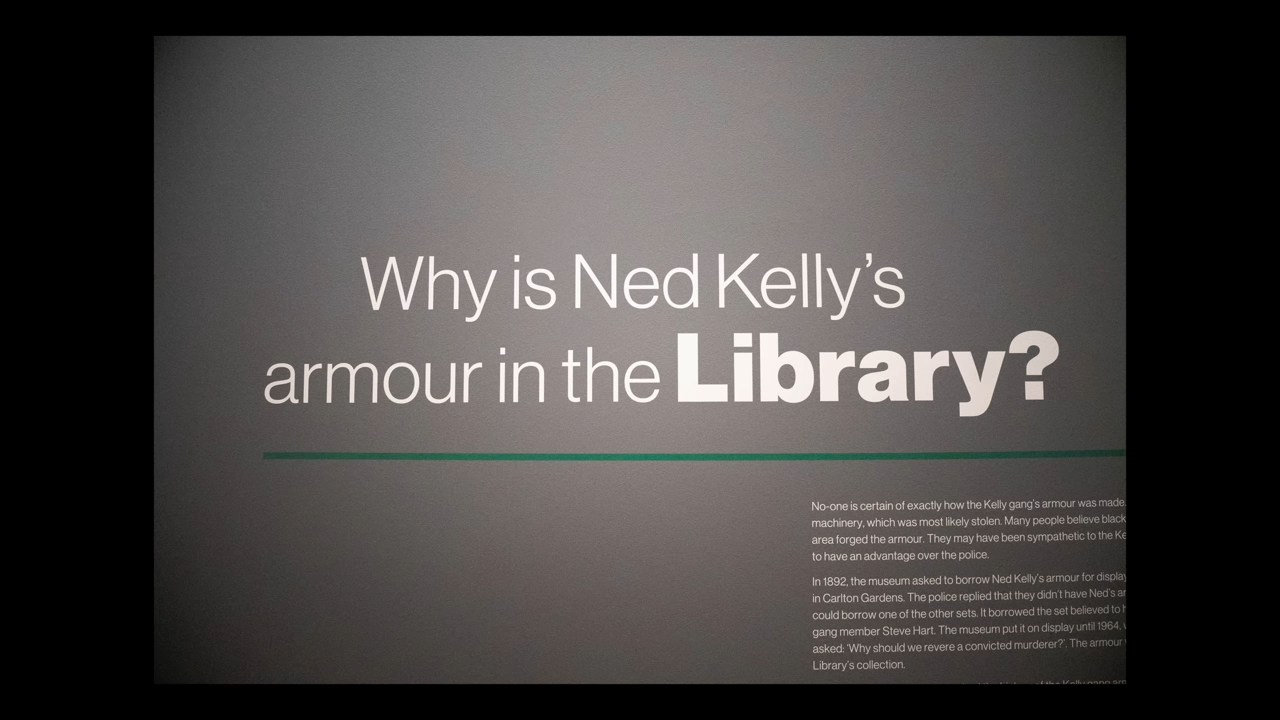 Why is Ned Kelly’s
armour in the Library?
No-one is certain of exactly how the Kelly gang’s armour was made.
machinery, which was most likely stolen. Many people believe black
area forged the armour. They may have been sympathetic to the Ke
to have an advantage over the police.
In 1892, the museum asked to borrow Ned Kelly’s armour for display
in Carlton Gardens. The police replied that they didn’t have Ned’s ar
could borrow one of the other sets. It borrowed the set believed to h
gang member Steve Hart. The museum put it on display until 1964,
asked: ‘Why should we revere a convicted murderer?’. The armour
Library’s collection.